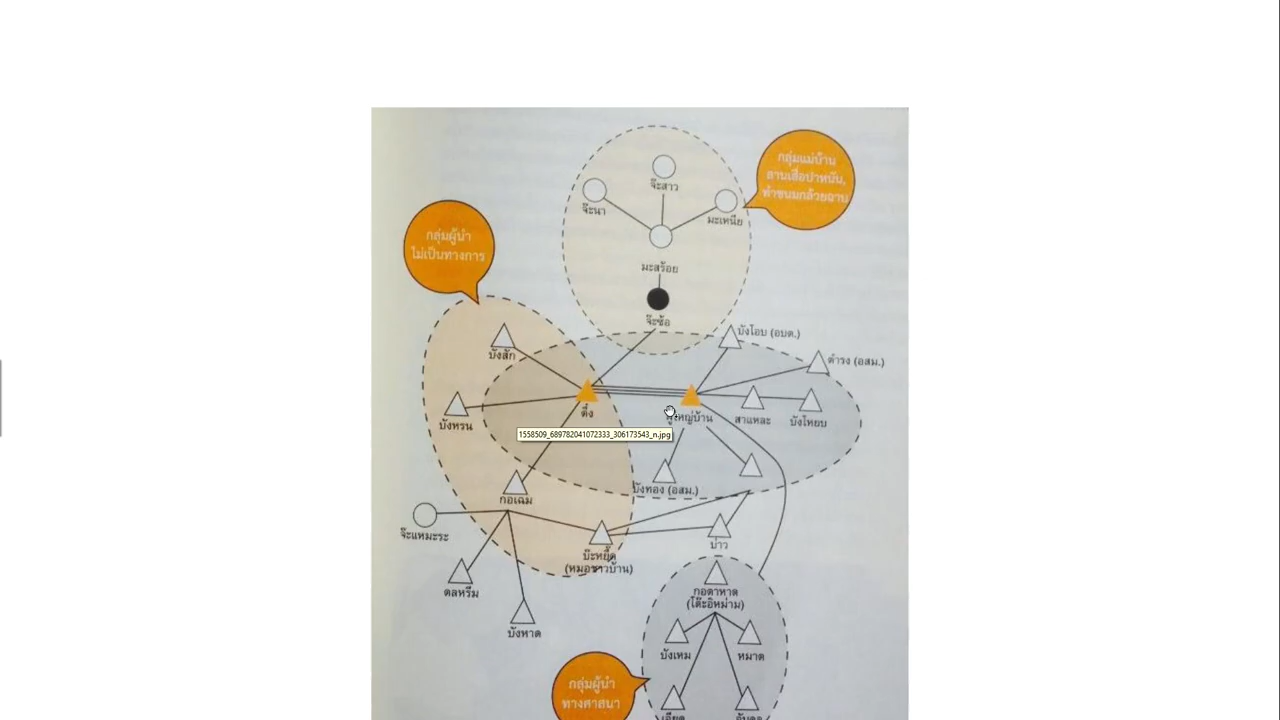 กลุ่มแม่บ้าน
สานเสื่อปาหนัน,
ทำขนมกล้วยฉาบ
จ๊ะสาว
จ๊ะนา
มะเหนีย
กลุ่มผู้นำ
ไม่เป็นทางการ
มะสร้อย
จ๊ะซ้อ
บังโอบ (อบต.)
บังสัก
ดำรง (อสม.)
ตึ๋ง
ใหญ่บ้าน
สาแหละ
บังโหยบ
บังหรน
1558509_689782041072333_306173543_n.jpg
บังทอง (อสม.)
กอเฉม
จ๊ะแหมะระ
บ่าว
บ๊ะหยี๊ด
(หมอชาวบ้าน)
ดลหรีม
กอดาหาด
(โต๊ะอิหม่าม)
บังหาด
บังเหม
หมาด
กลุ่มผู้นำ
ทางศาสนา